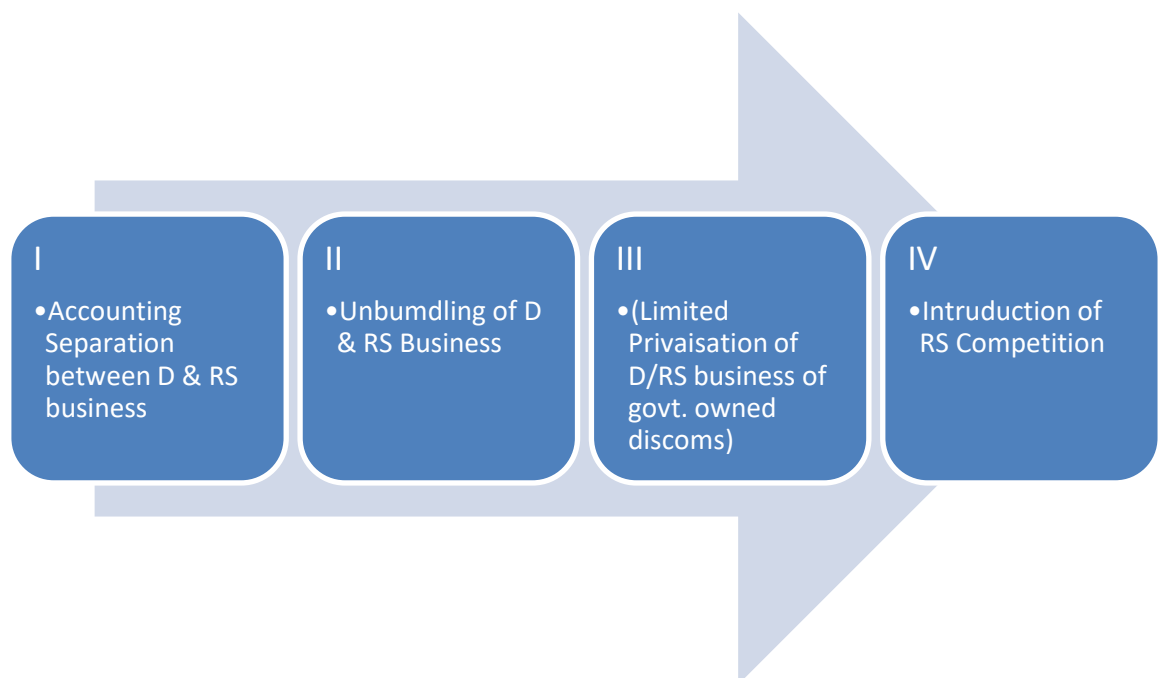 I
•Accounting
Separation
between D & RS
business
II
•Unbumdling of D
& RS Business
III
•(Limited
Privaisation of
D/RS business of
govt. owned
discoms)
IV
•Intruduction of
RS Competition